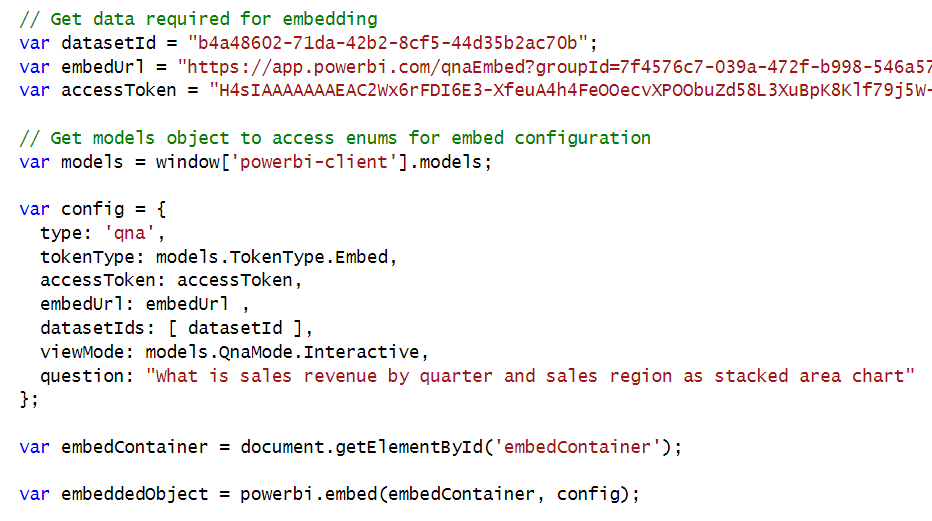 // Get data required for embedding
var datasetId = "b4a48602-71da-42b2-8cf5-44d35b2ac70b";
var embedUrl = "https://app.powerbi.com/qnaEmbed?groupId=7f4576c7-039a-472f-b998-546a57
var accessToken = "H4sIAAAAAAAEAC2Wx6rFDI6E3-XfeuA4h4FeOOecvXPOObuZd58L3XuBpK8Klf79j5W-
// Get models object to access enums for embed configuration
var models = window['powerbi-client'].models;
var config = {
type: 'qna',
tokenType: models.TokenType.Embed,
accessToken: accessToken,
embedUrl: embedUrl ,
datasetIds: [ datasetId ],
viewMode: models.QnaMode.Interactive,
question: "What is sales revenue by quarter and sales region as stacked area chart"
};
var embedContainer = document.getElementById('embedContainer');
var embeddedObject = powerbi.embed(embedContainer, config);